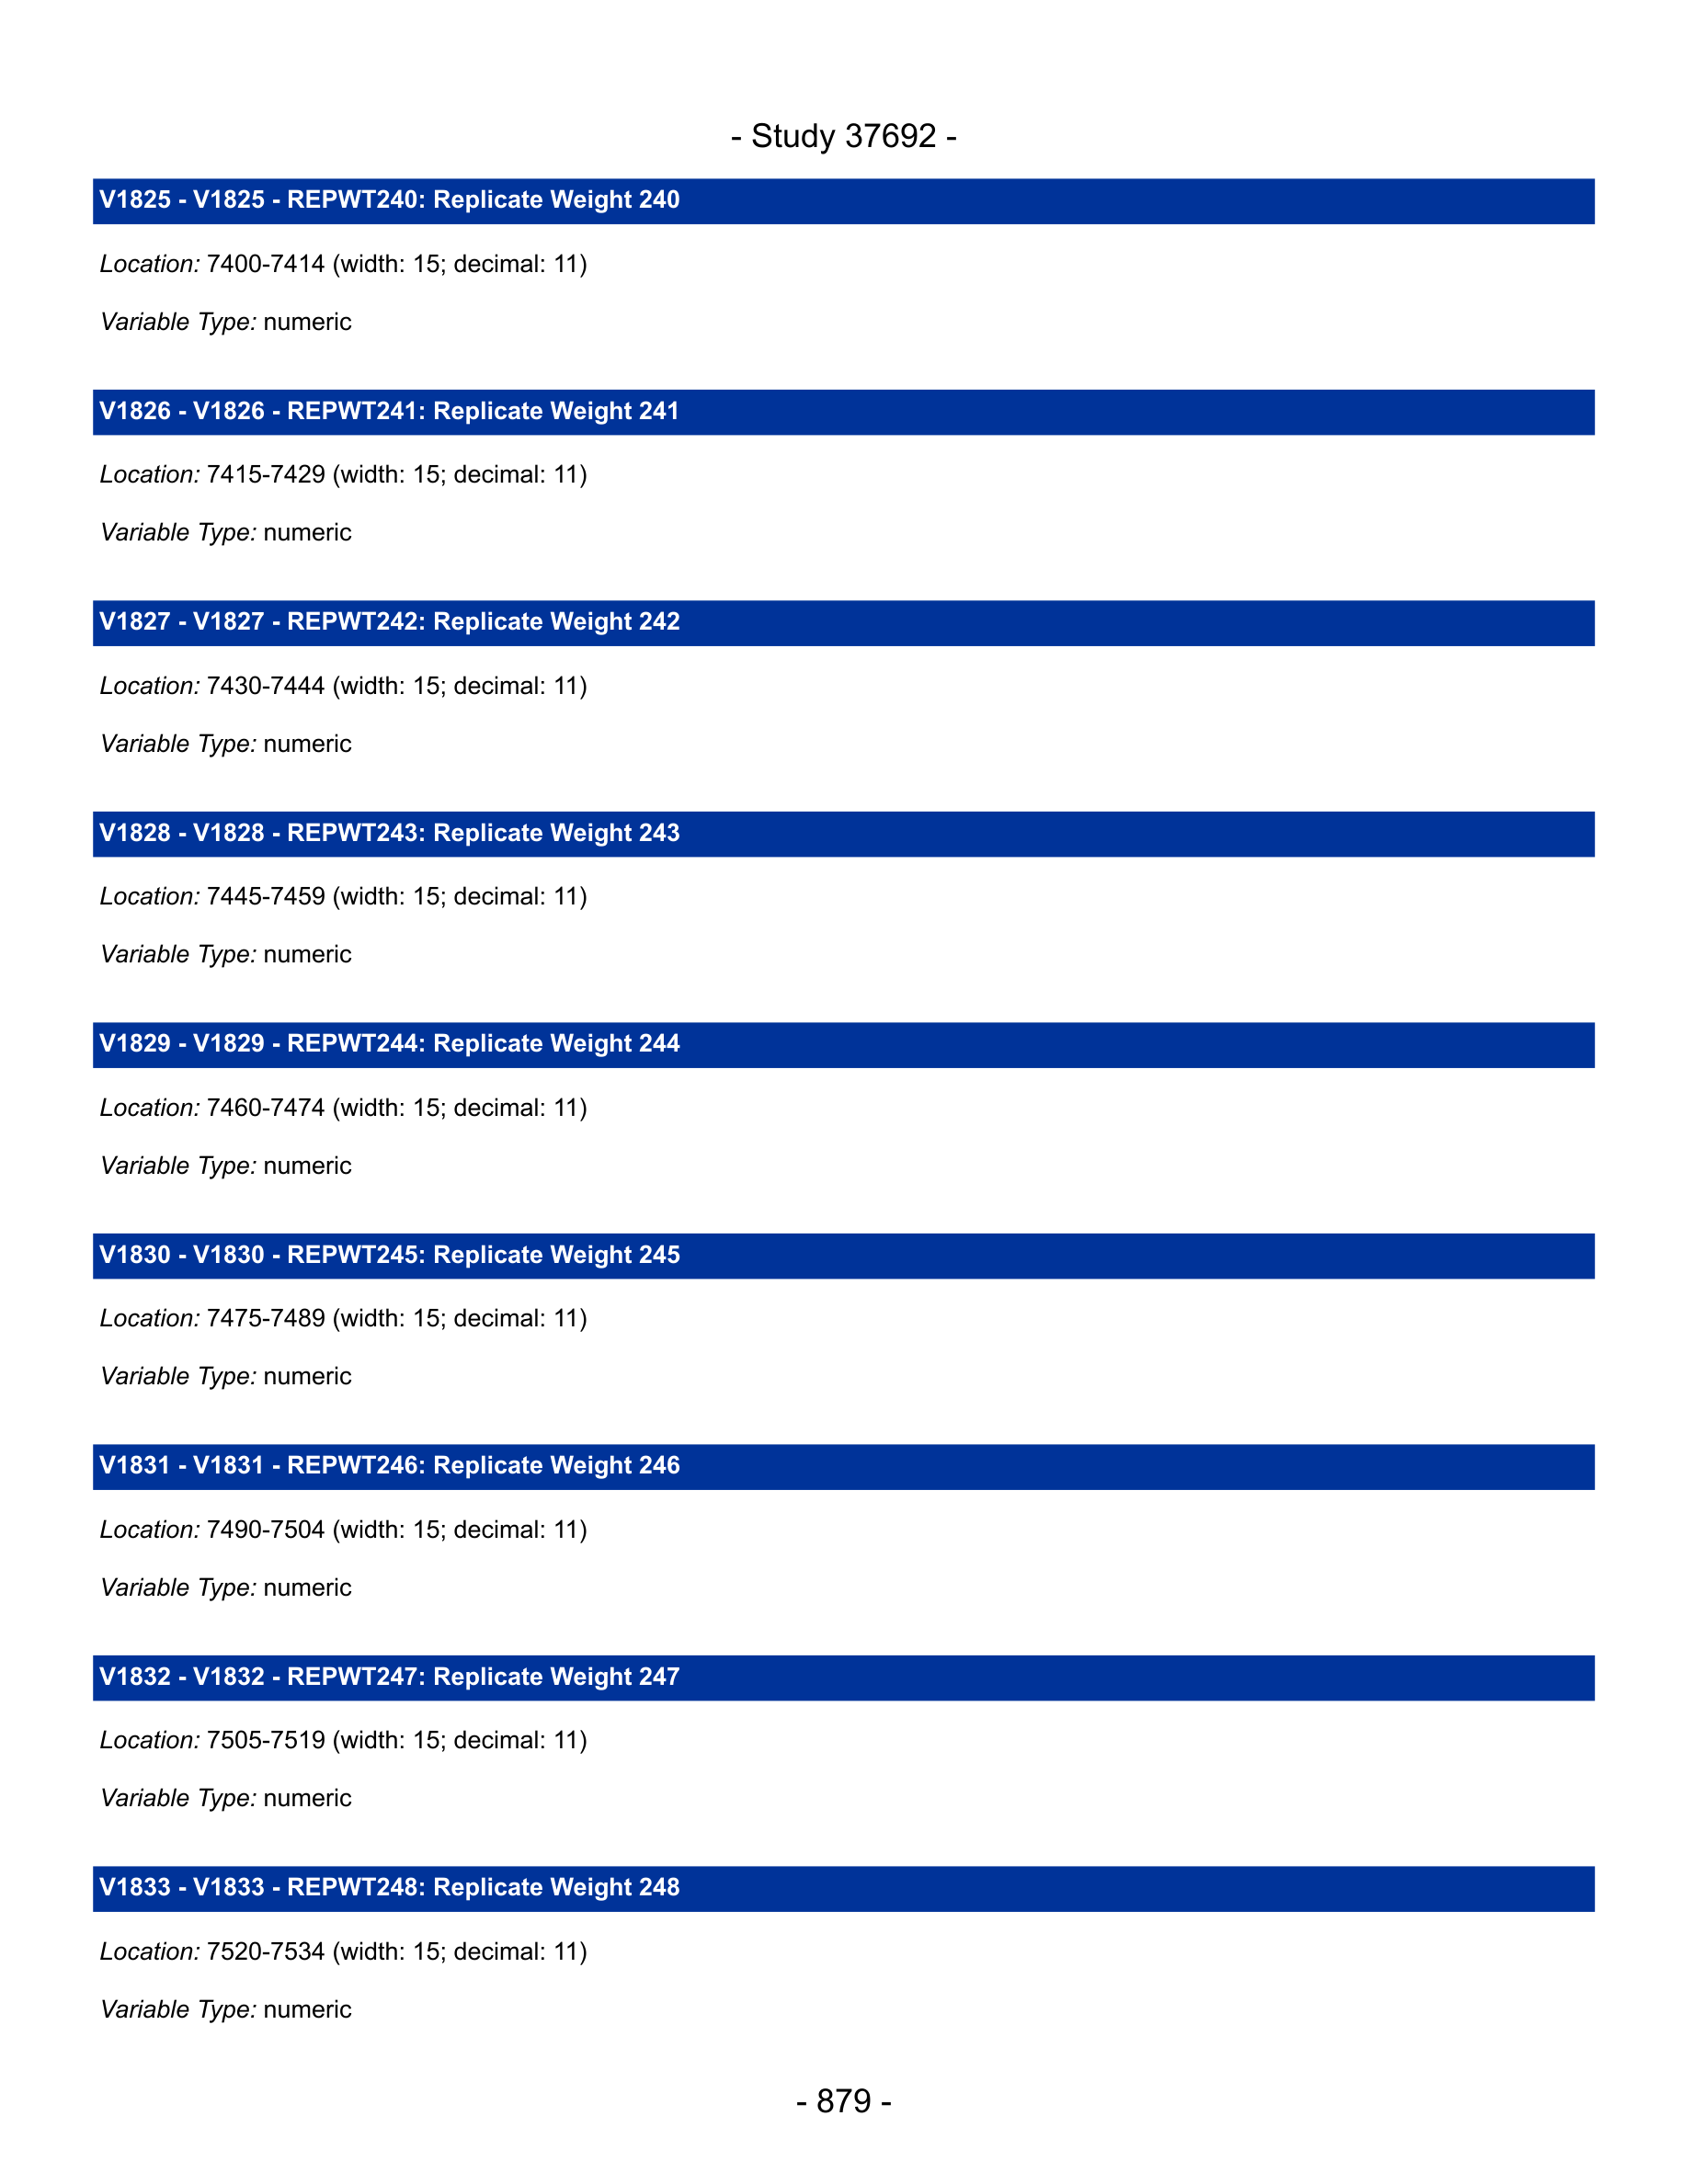 - Study 37692 -
V1825 - V1825 - REPWT240: Replicate Weight 240
Location: 7400-7414 (width: 15; decimal: 11)
Variable Type: numeric
V1826 - V1826 - REPWT241: Replicate Weight 241
Location: 7415-7429 (width: 15; decimal: 11)
Variable Type: numeric
V1827 - V1827 - REPWT242: Replicate Weight 242
Location: 7430-7444 (width: 15; decimal: 11)
Variable Type: numeric
V1828 - V1828 - REPWT243: Replicate Weight 243
Location: 7445-7459 (width: 15; decimal: 11)
Variable Type: numeric
V1829 - V1829 - REPWT244: Replicate Weight 244
Location: 7460-7474 (width: 15; decimal: 11)
Variable Type: numeric
V1830 - V1830 - REPWT245: Replicate Weight 245
Location: 7475-7489 (width: 15; decimal: 11)
Variable Type: numeric
V1831 - V1831 - REPWT246: Replicate Weight 246
Location: 7490-7504 (width: 15; decimal: 11)
Variable Type: numeric
V1832 - V1832 - REPWT247: Replicate Weight 247
Location: 7505-7519 (width: 15; decimal: 11)
Variable Type: numeric
V1833 - V1833 - REPWT248: Replicate Weight 248
Location: 7520-7534 (width: 15; decimal: 11)
Variable Type: numeric
- 879 -